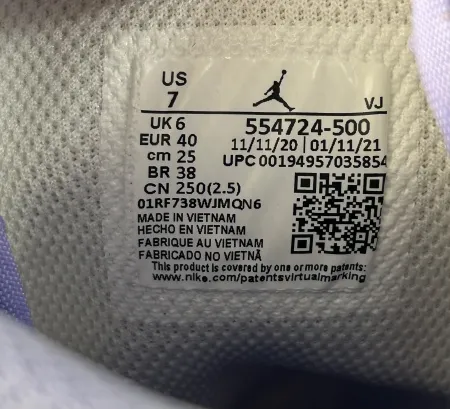 US
7
VJ
UK 6 554724-500
EUR 40 11/11/20 | 01/11/21
cm 25 UPC 00194957035854
BR 38
CN 250(2.5)
01RF738WJMQN6
MADE IN VIETNAM
HECHO EN VIETNAM
FABRIQUE AU VIETNAM
FABRICADO NO VIETNÃ
This product is covered by one or more patents:
www.nike.com/patentsvirtualmarking